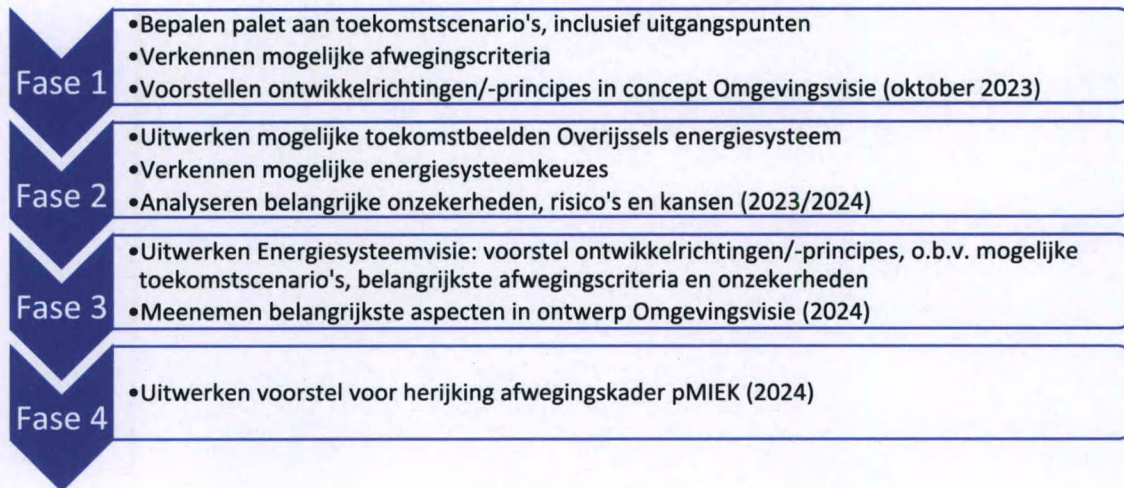 Fase 1
•Bepalen palet aan toekomstscenario's, inclusief uitgangspunten
•Verkennen mogelijke afwegingscriteria
•Voorstellen ontwikkelrichtingen/-principes in concept Omgevingsvisie (oktober 2023)
Fase 2
•Uitwerken mogelijke toekomstbeelden Overijssels energiesysteem
•Verkennen mogelijke energiesysteemkeuzes
•Analyseren belangrijke onzekerheden, risico's en kansen (2023/2024)
Fase 3
•Uitwerken Energiesysteemvisie: voorstel ontwikkelrichtingen/-principes, o.b.v. mogelijke
toekomstscenario's, belangrijkste afwegingscriteria en onzekerheden
•Meenemen belangrijkste aspecten in ontwerp Omgevingsvisie (2024)
Fase 4
•Uitwerken voorstel voor herijking afwegingskader pMIEK (2024)